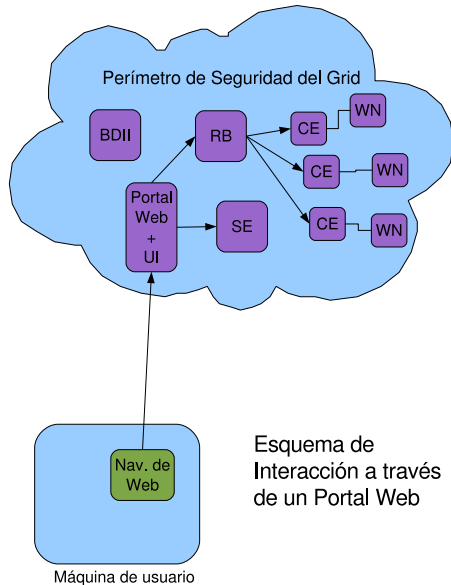 Perímetro de Seguridad del Grid
BDII
RB
CE
WN
CE
WN
CE
WN
Portal
Web
+
UI
SE
Nav. de
Web
Esquema de
Interacción a través
de un Portal Web
Máquina de usuario